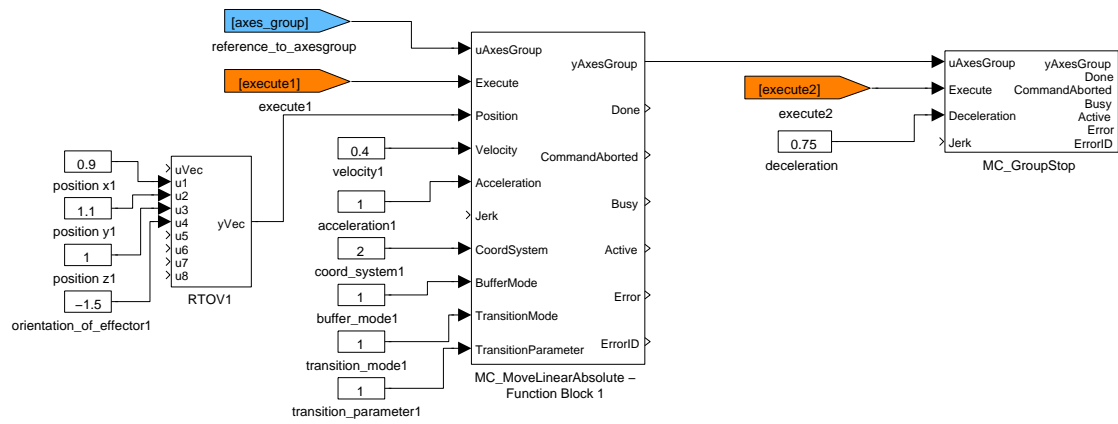 [axes_group]
reference_to_axesgroup
[execute1]
execute1
0.9
position x1
1.1
position y1
1
position z1
−1.5
orientation_of_effector1
uVec
u1
u2
u3
u4
u5
u6
u7
u8
yVec
RTOV1
0.4
velocity1
1
acceleration1
2
coord_system1
1
buffer_mode1
1
transition_mode1
1
transition_parameter1
uAxesGroup
Execute
Position
Velocity
Acceleration
Jerk
CoordSystem
BufferMode
TransitionMode
TransitionParameter
yAxesGroup
Done
CommandAborted
Busy
Active
Error
ErrorID
MC_MoveLinearAbsolute −
Function Block 1
[execute2]
execute2
0.75
deceleration
uAxesGroup
Execute
Deceleration
Jerk
yAxesGroup
Done
CommandAborted
Busy
Active
Error
ErrorID
MC_GroupStop